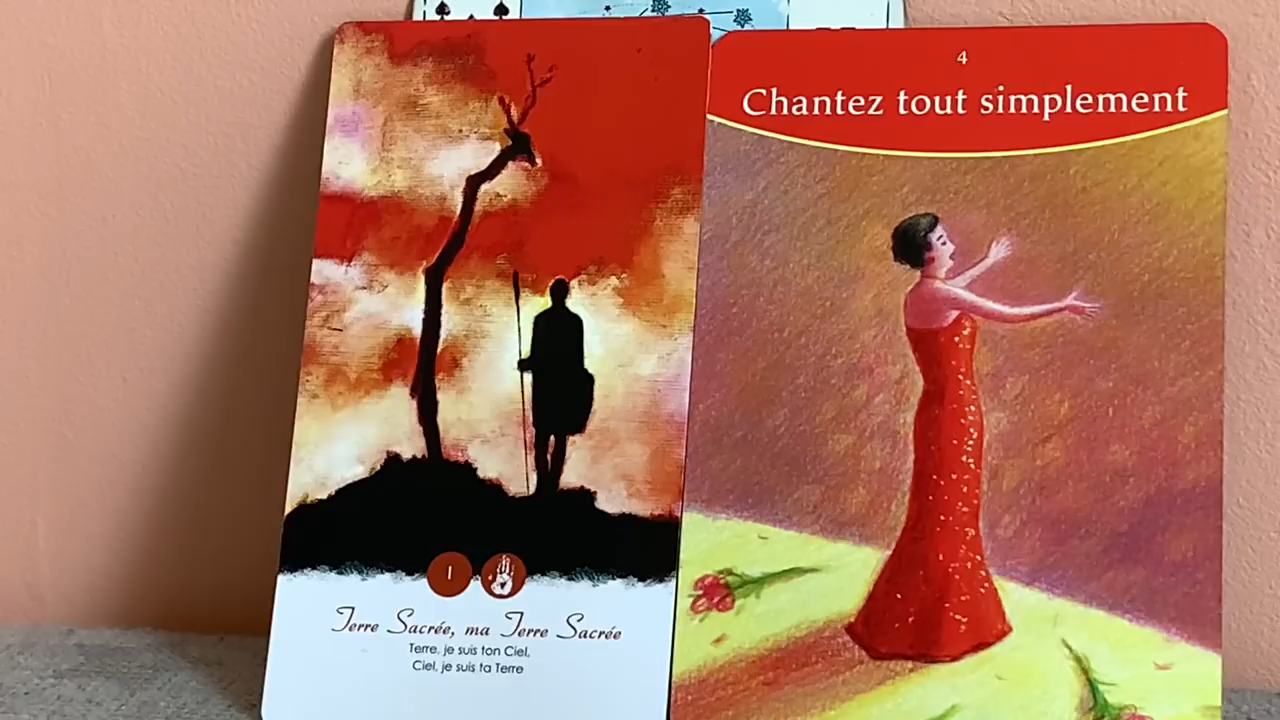 I
Terre Sacrée, ma Terre Sacrée
Terre, je suis ton Ciel,
Ciel, je suis ta Terre
4
Chantez tout simplement